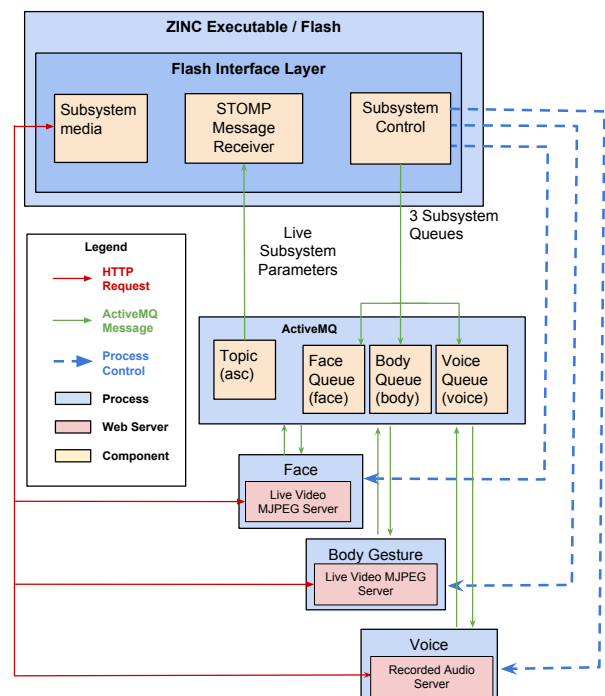 ZINC Executable / Flash
Flash Interface Layer
Subsystem
media
STOMP
Message
Receiver
Subsystem
Control
Live
Subsystem
Parameters
3 Subsystem
Queues
Legend
HTTP
Request
ActiveMQ
Message
Process
Control
Process
Web Server
Component
ActiveMQ
Topic
(asc)
Face
Queue
(face)
Body
Queue
(body)
Voice
Queue
(voice)
Face
Live Video
MJPEG Server
Body Gesture
Live Video MJPEG
Server
Voice
Recorded Audio
Server